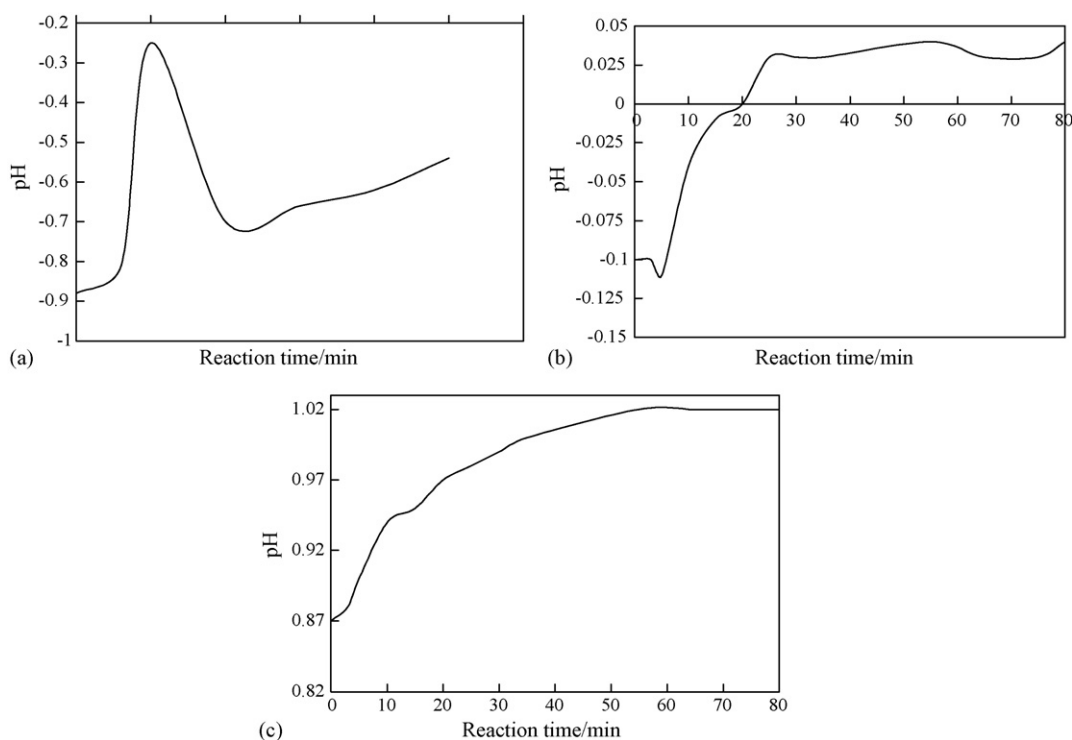 -0.2
-0.3
-0.4
-0.5
-0.6
-0.7
-0.8
-0.9
-1
pH
Reaction time/min
(a)
0.05
0.025
0
-0.025
-0.05
-0.075
-0.1
-0.125
-0.15
0 10 20 30 40 50 60 70 80
pH
Reaction time/min
(b)
1.02
0.97
0.92
0.87
0.82
0 10 20 30 40 50 60 70 80
pH
Reaction time/min
(c)